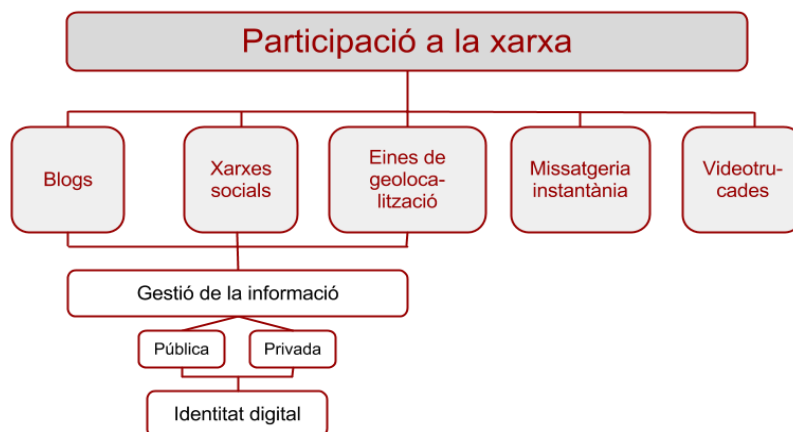 Participació a la xarxa
Blogs
Xarxes
socials
Eines de
geoloca-
lització
Missatgeria
instantània
Videotru-
cades
Gestió de la informació
Pública
Privada
Identitat digital